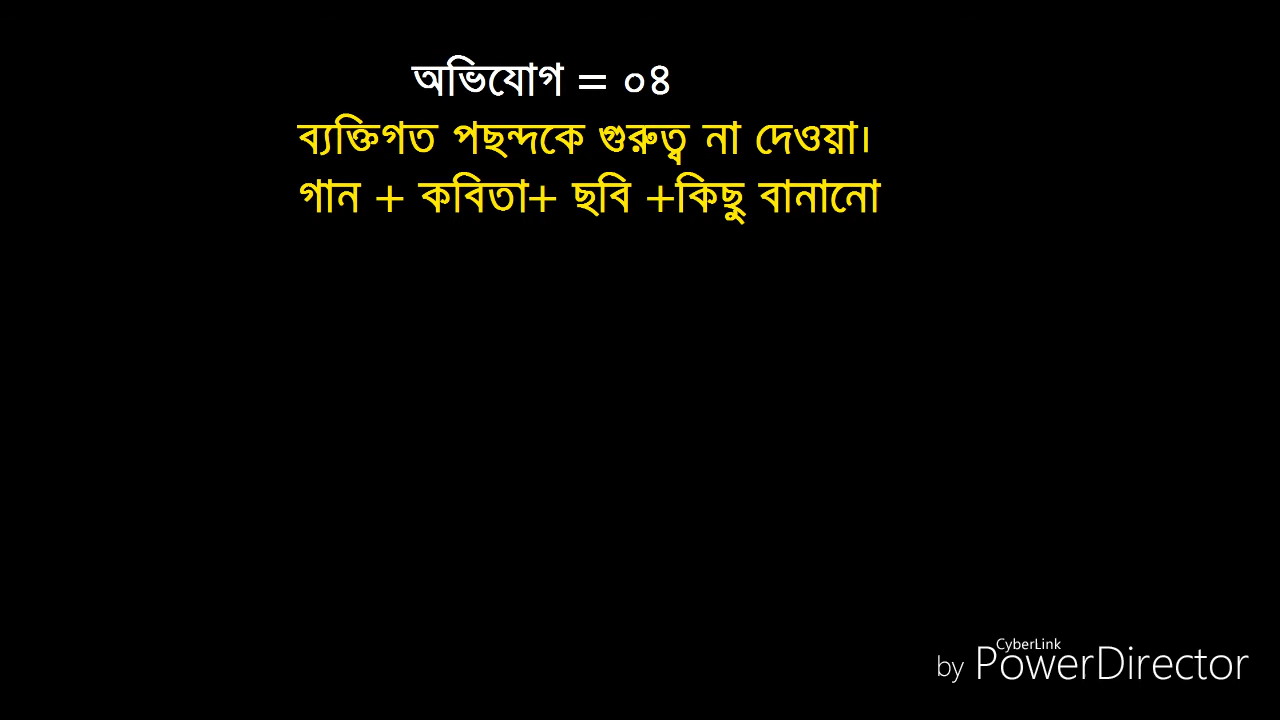 অভিযোগ = ০৪
ব্যক্তিগত পছন্দকে গুরুত্ব না দেওয়া।
গান + কবিতা+ ছবি +কিছু বানানো
CyberLink
by PowerDirector